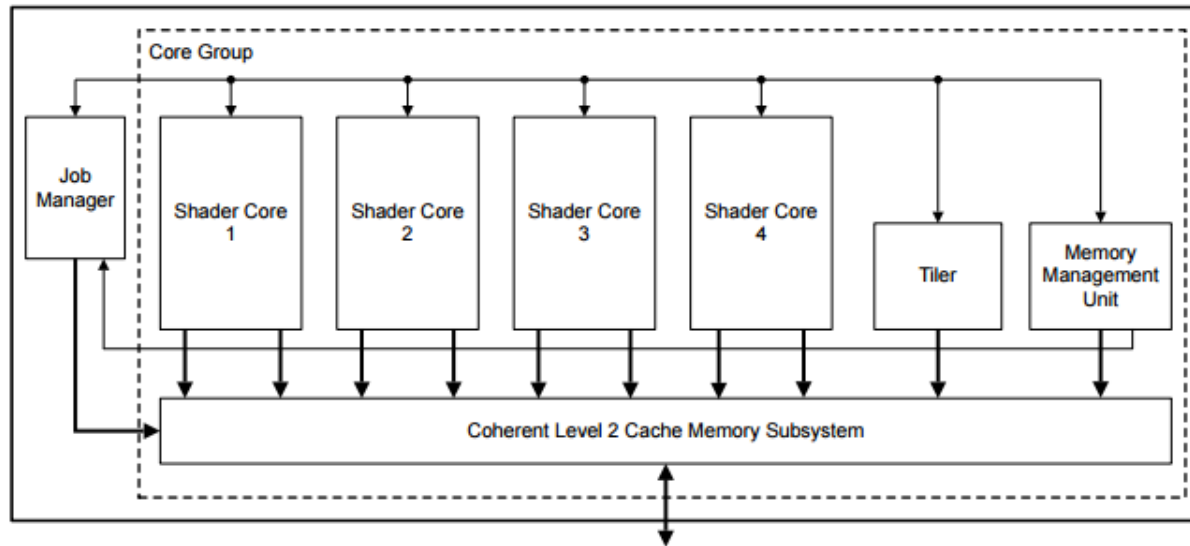 Core Group
Job
Manager
Shader Core
1
Shader Core
2
Shader Core
3
Shader Core
4
Tiler
Memory
Management
Unit
Coherent Level 2 Cache Memory Subsystem